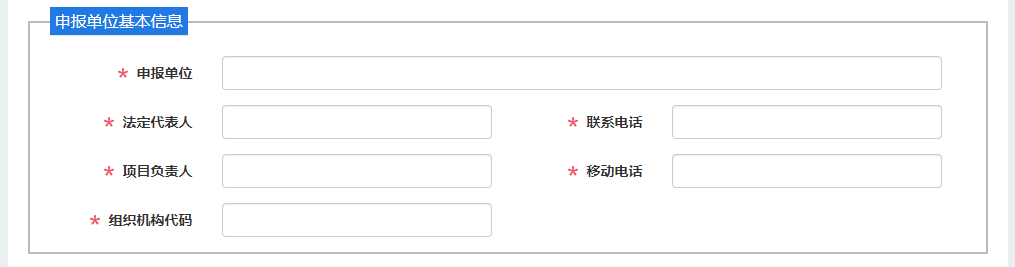 申报单位基本信息
* 申报单位
* 法定代表人 * 联系电话
* 项目负责人 * 移动电话
* 组织机构代码